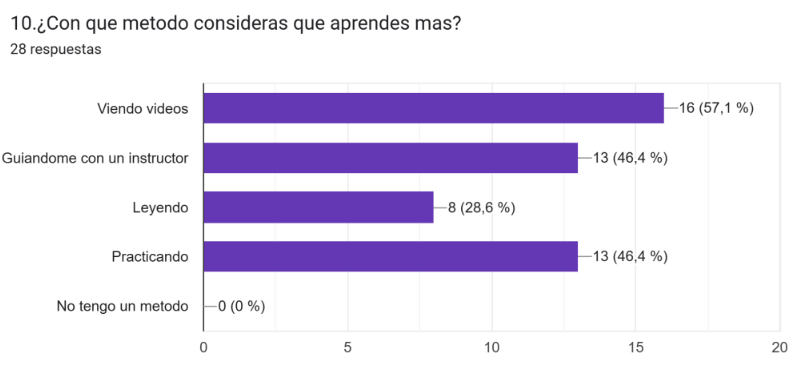 10.¿Con que metodo consideras que aprendes mas?
28 respuestas
Viendo videos 16 (57,1 %)
Guiandome con un instructor 13 (46,4 %)
Leyendo 8 (28,6 %)
Practicando 13 (46,4 %)
No tengo un metodo 0 (0 %)
0 5 10 15 20